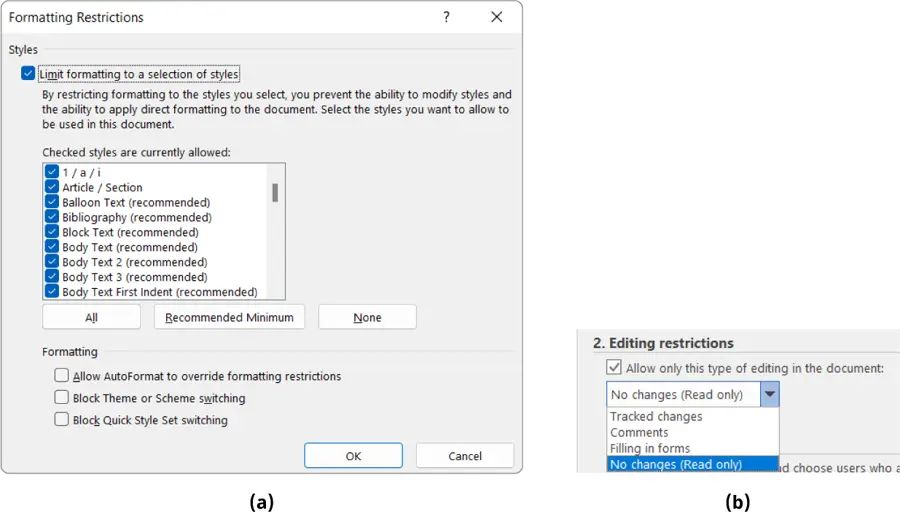 Formatting Restrictions ?
Styles
Limit formatting to a selection of styles
By restricting formatting to the styles you select, you prevent the ability to modify styles and
the ability to apply direct formatting to the document. Select the styles you want to allow to
be used in this document.
Checked styles are currently allowed:
1 / a / i
Article / Section
Balloon Text (recommended)
Bibliography (recommended)
Block Text (recommended)
Body Text (recommended)
Body Text 2 (recommended)
Body Text 3 (recommended)
Body Text First Indent (recommended)
All Recommended Minimum None
Formatting
Allow AutoFormat to override formatting restrictions
Block Theme or Scheme switching
Block Quick Style Set switching
OK Cancel
(a)
2. Editing restrictions
Allow only this type of editing in the document:
No changes (Read only)
Tracked changes
Comments
Filling in forms
No changes (Read only) d choose users who a
(b)